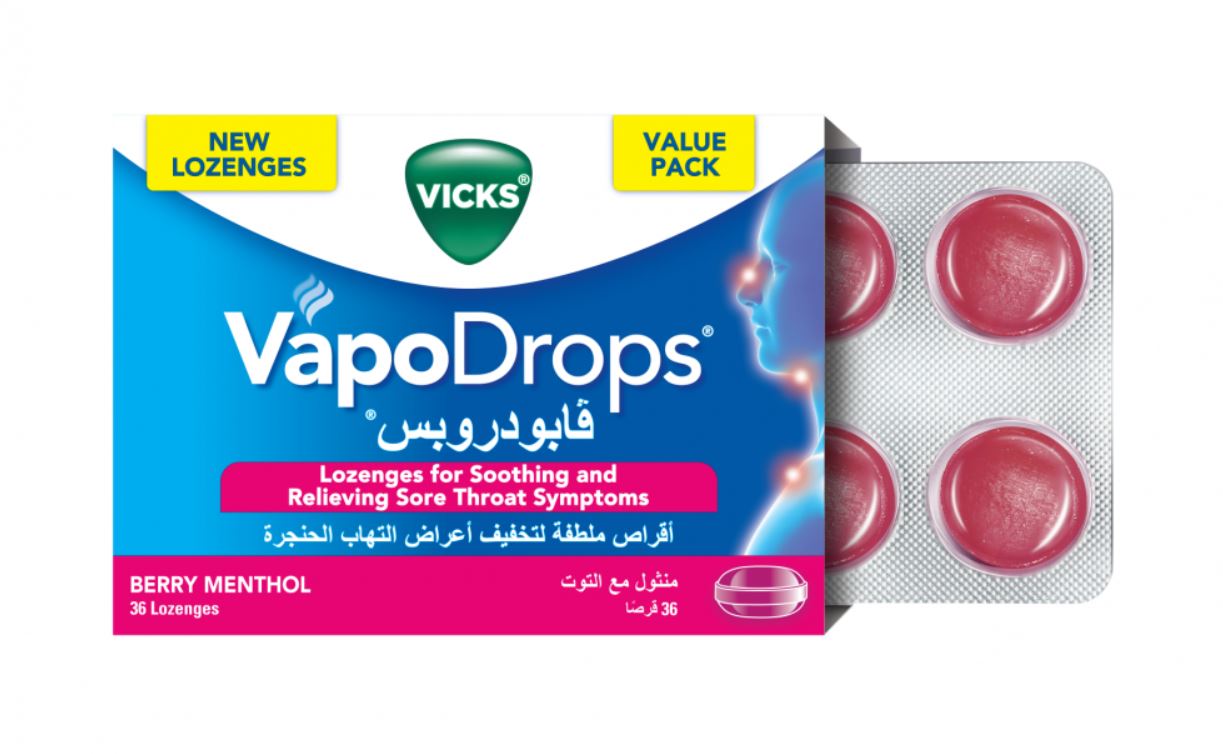 NEW
LOZENGES
VICKS®
VALUE
PACK
VapoDrops®
ڤابودروبس®
Lozenges for Soothing and
Relieving Sore Throat Symptoms
أقراص ملطفة لتخفيف أعراض التهاب الحنجرة
BERRY MENTHOL
36 Lozenges
منثول مع التوت
36 قرصًا